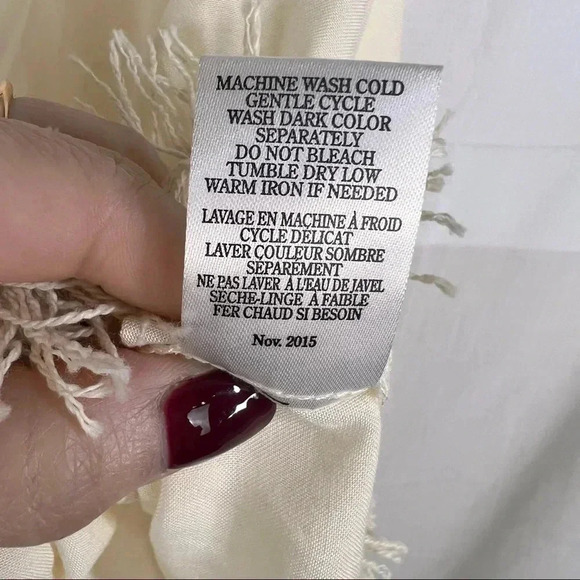 MACHINE WASH COLD
GENTLE CYCLE
WASH DARK COLOR
SEPARATELY
DO NOT BLEACH
TUMBLE DRY LOW
WARM IRON IF NEEDED
LAVAGE EN MAÇHINE À FROID
CYCLE DÉLICAT
LAVER COULEUR SOMBRE
SÉPARÉMENT
NE PAS LAVER À L'EAU DE JAVEL
SÈCHE-LINGE À FAIBLE
FER CHAUD SI BESOIN
Nov. 2015